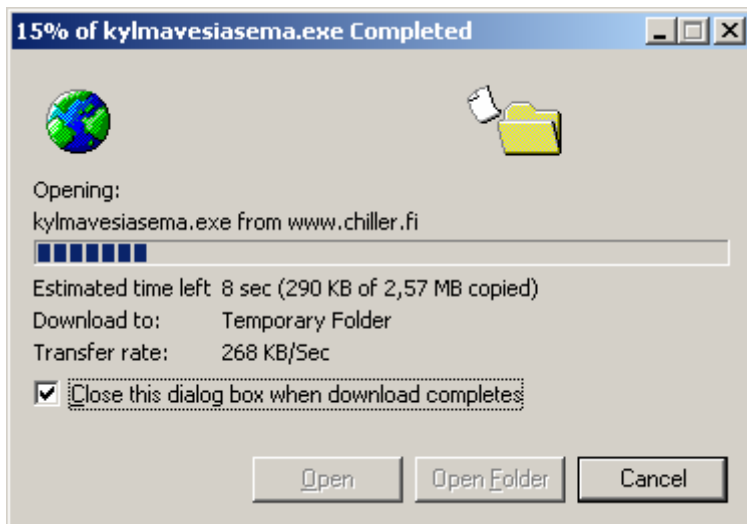 15% of kylmavesiasema.exe Completed
Opening:
kylmavesiasema.exe from www.chiller.fi
Estimated time left 8 sec (290 KB of 2,57 MB copied)
Download to: Temporary Folder
Transfer rate: 268 KB/Sec
Close this dialog box when download completes
Open Open Folder Cancel